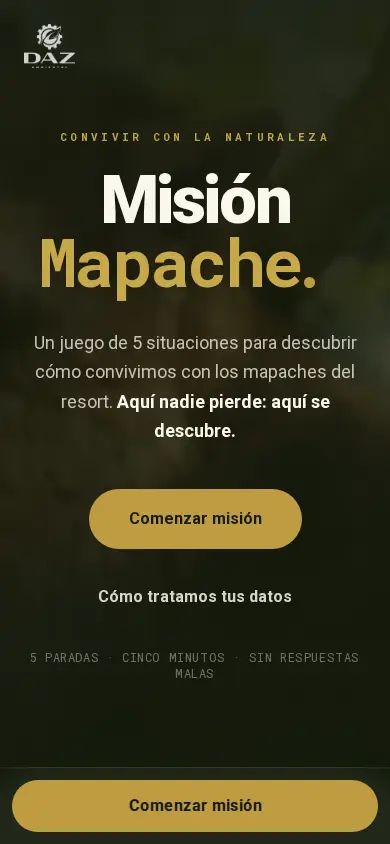 DAZ
AMBIENTAL
CONVIVIR CON LA NATURALEZA
Misión
Mapache.
Un juego de 5 situaciones para descubrir
cómo convivimos con los mapaches del
resort. Aquí nadie pierde: aquí se
descubre.
Comenzar misión
Cómo tratamos tus datos
5 PARADAS · CINCO MINUTOS · SIN RESPUESTAS
MALAS
Comenzar misión